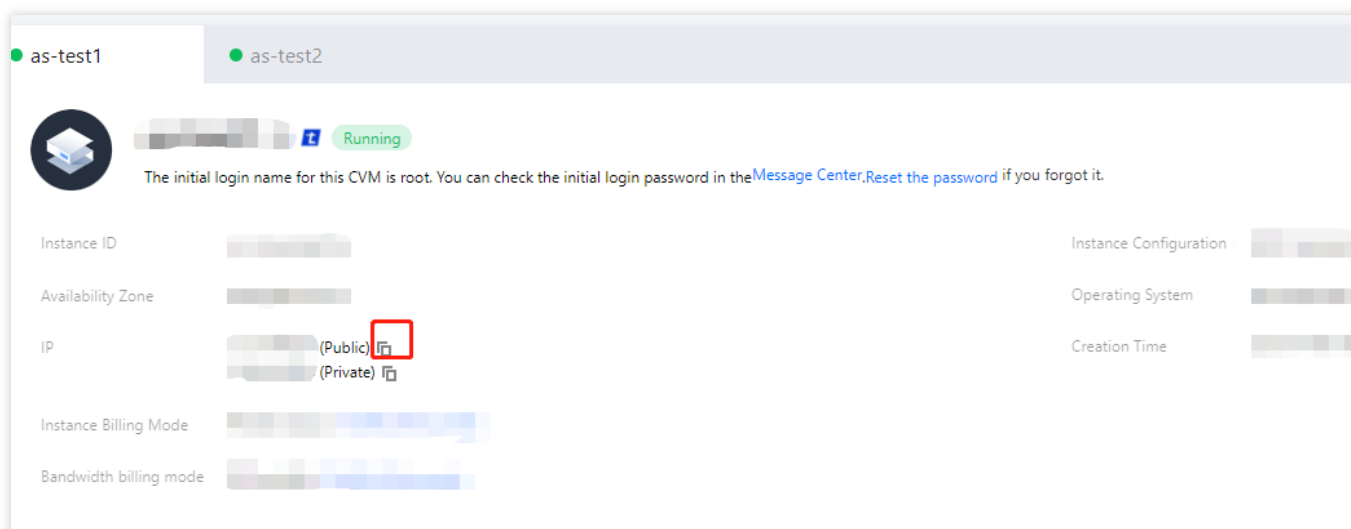 as-test1
as-test2
Running
The initial login name for this CVM is root. You can check the initial login password in the Message Center.Reset the password if you forgot it.
Instance ID
Instance Configuration
Availability Zone
Operating System
IP
(Public)
Creation Time
(Private)
Instance Billing Mode
Bandwidth billing mode